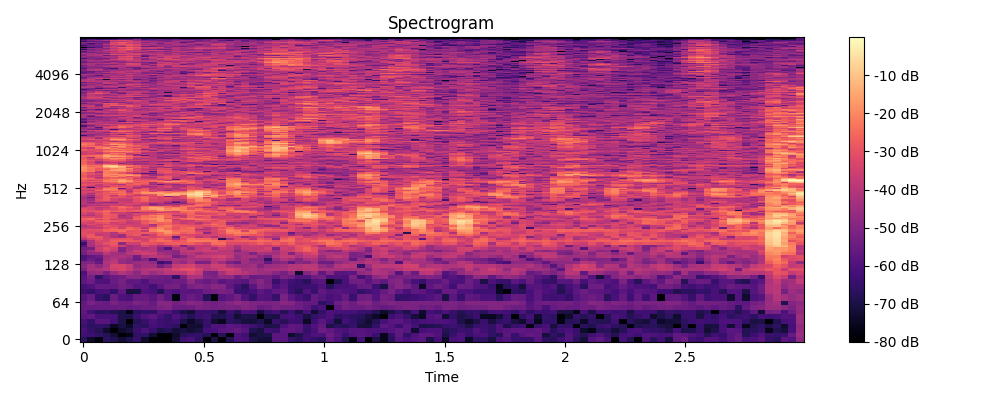 Spectrogram
Hz
4096
2048
1024
512
256
128
64
0
0
0.5
1
1.5
2
2.5
Time
-10 dB
-20 dB
-30 dB
-40 dB
-50 dB
-60 dB
-70 dB
-80 dB